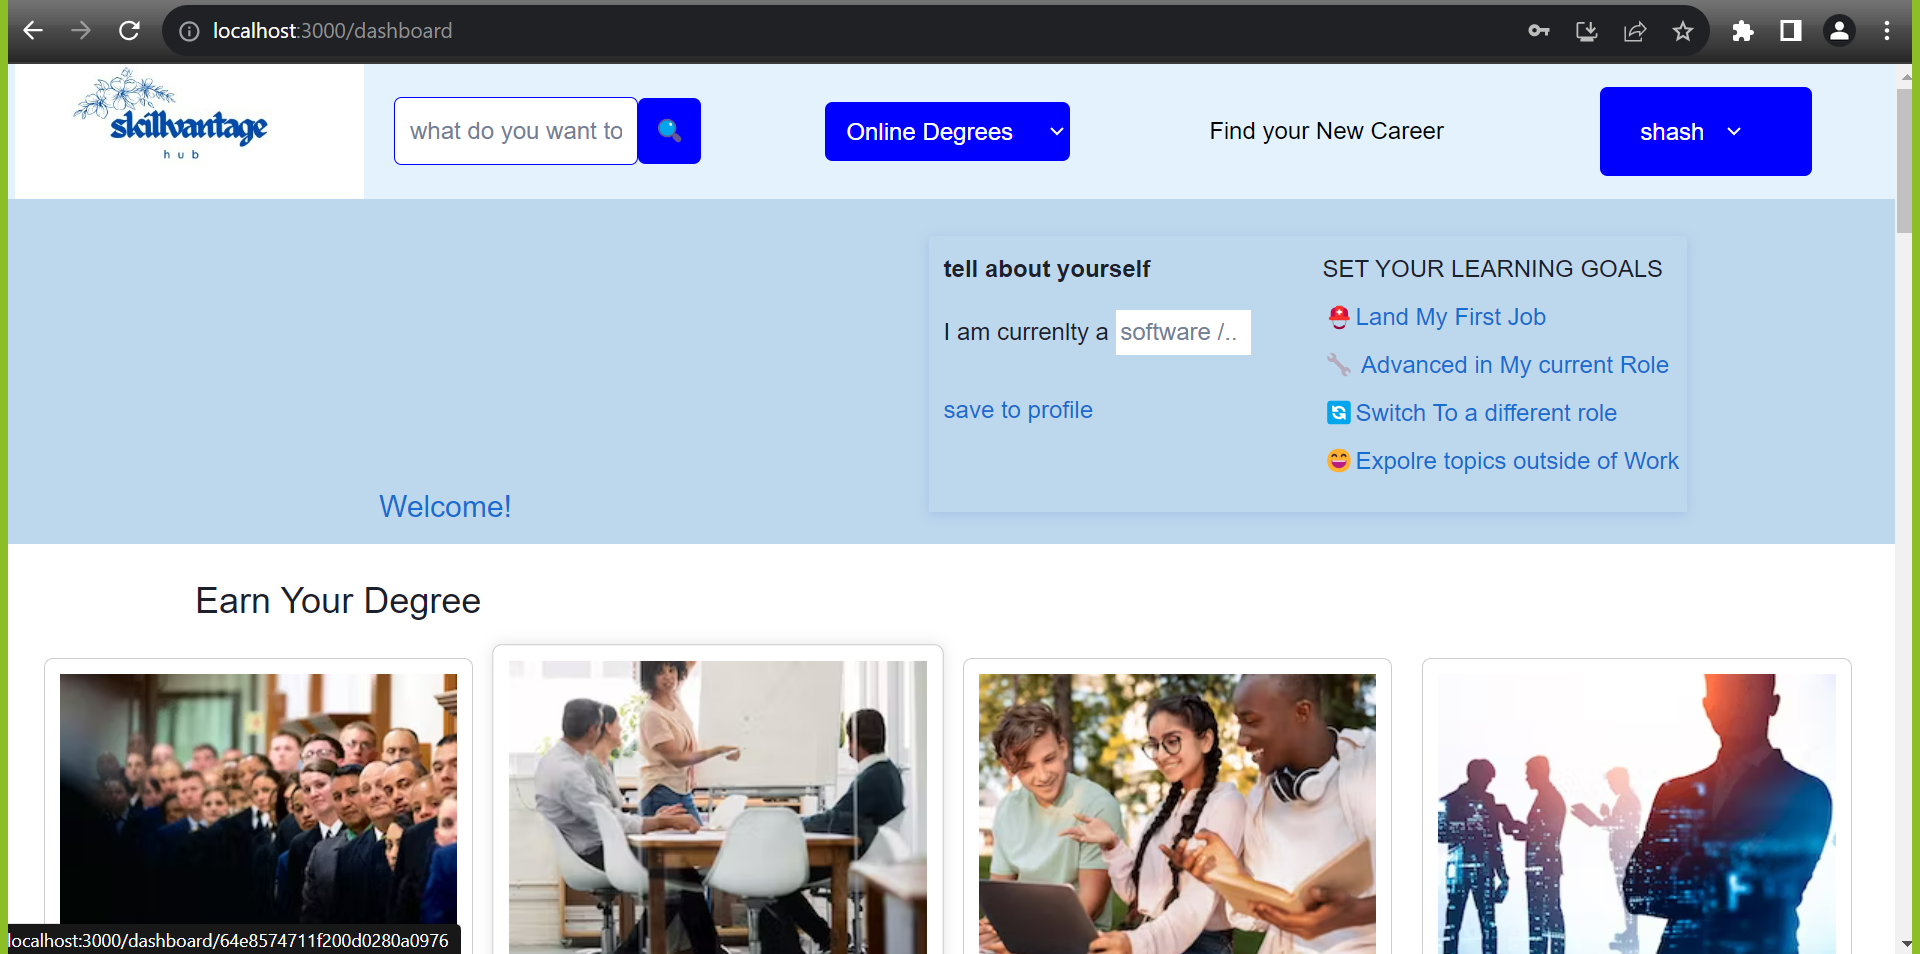 localhost:3000/dashboard
skillvantage
hub
what do you want to
Online Degrees
Find your New Career
shash
tell about yourself
I am currenlty a software /..
save to profile
SET YOUR LEARNING GOALS
Land My First Job
Advanced in My current Role
Switch To a different role
Expolre topics outside of Work
Welcome!
Earn Your Degree
localhost:3000/dashboard/64e8574711f200d0280a0976